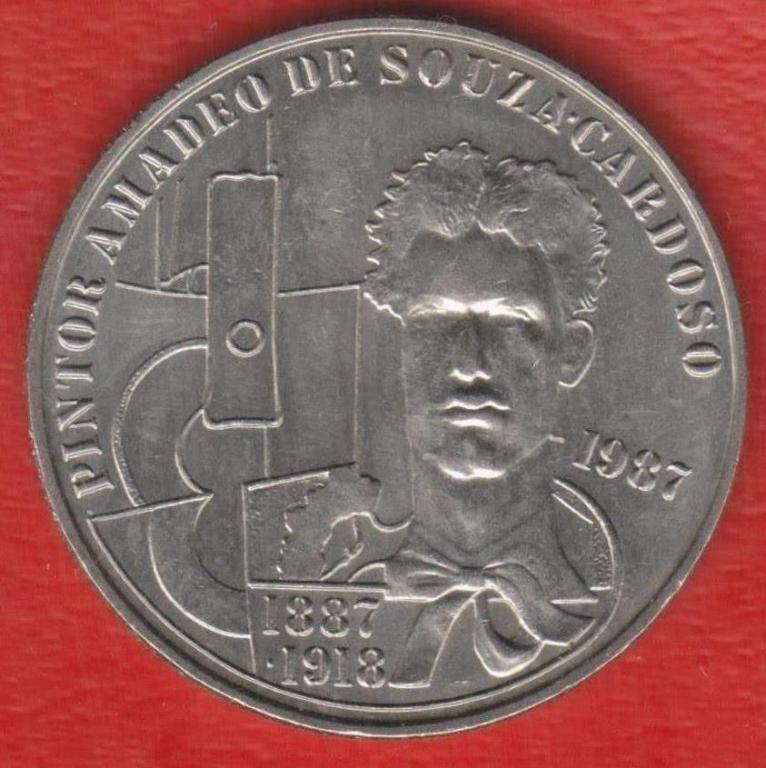 PINTOR AMADEO DE SOUZA·CARDOSO
1987
1887
·1918